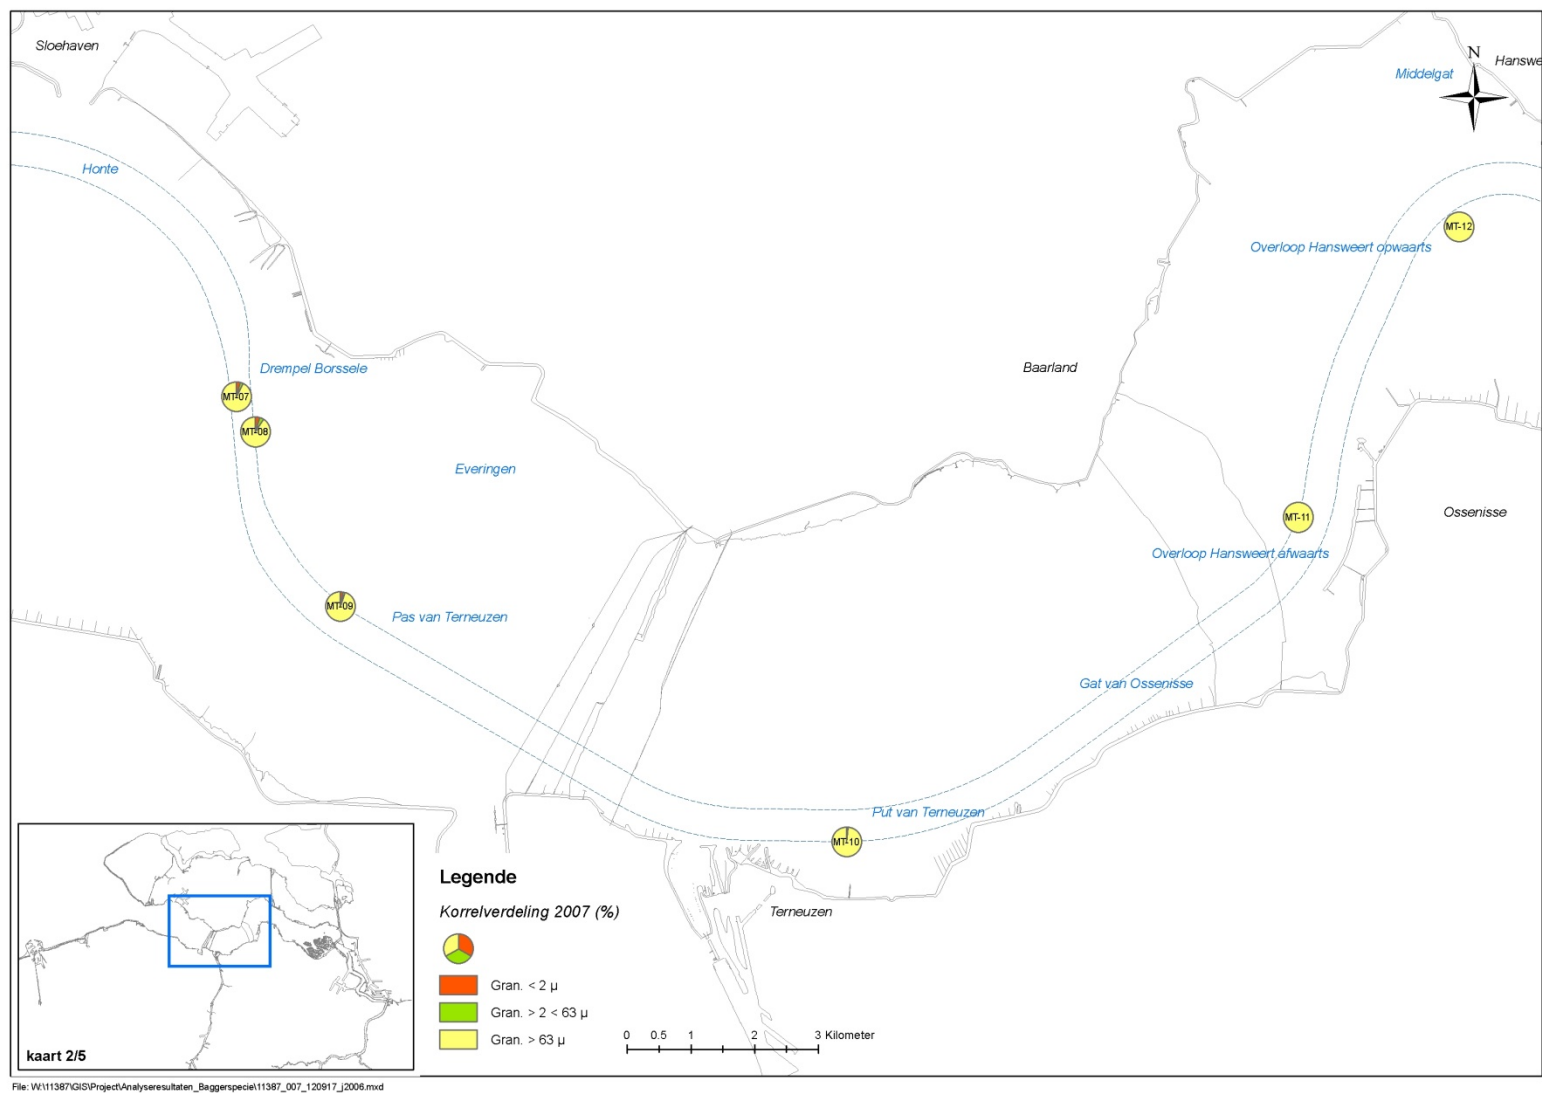 Sloehaven
N
Middelgat
Honte
Overloop Hansweert opwaarts
MT-12
Drempel Borssele
Baarland
MT-07
MT-08
Everingen
Ossenisse
MT-11
Overloop Hansweert afwaarts
MT-09
Pas van Terneuzen
Gat van Ossenisse
Put van Terneuzen
MT-10
Terneuzen
Legende
Korrelverdeling 2007 (%)
Gran. < 2 µ
Gran. > 2 < 63 µ
Gran. > 63 µ
0 0.5 1 2 3 Kilometer
kaart 2/5
File: W:\11387\GIS\Project\Analyseresultaten_Baggerspecie\11387_007_120917_j2006.mxd